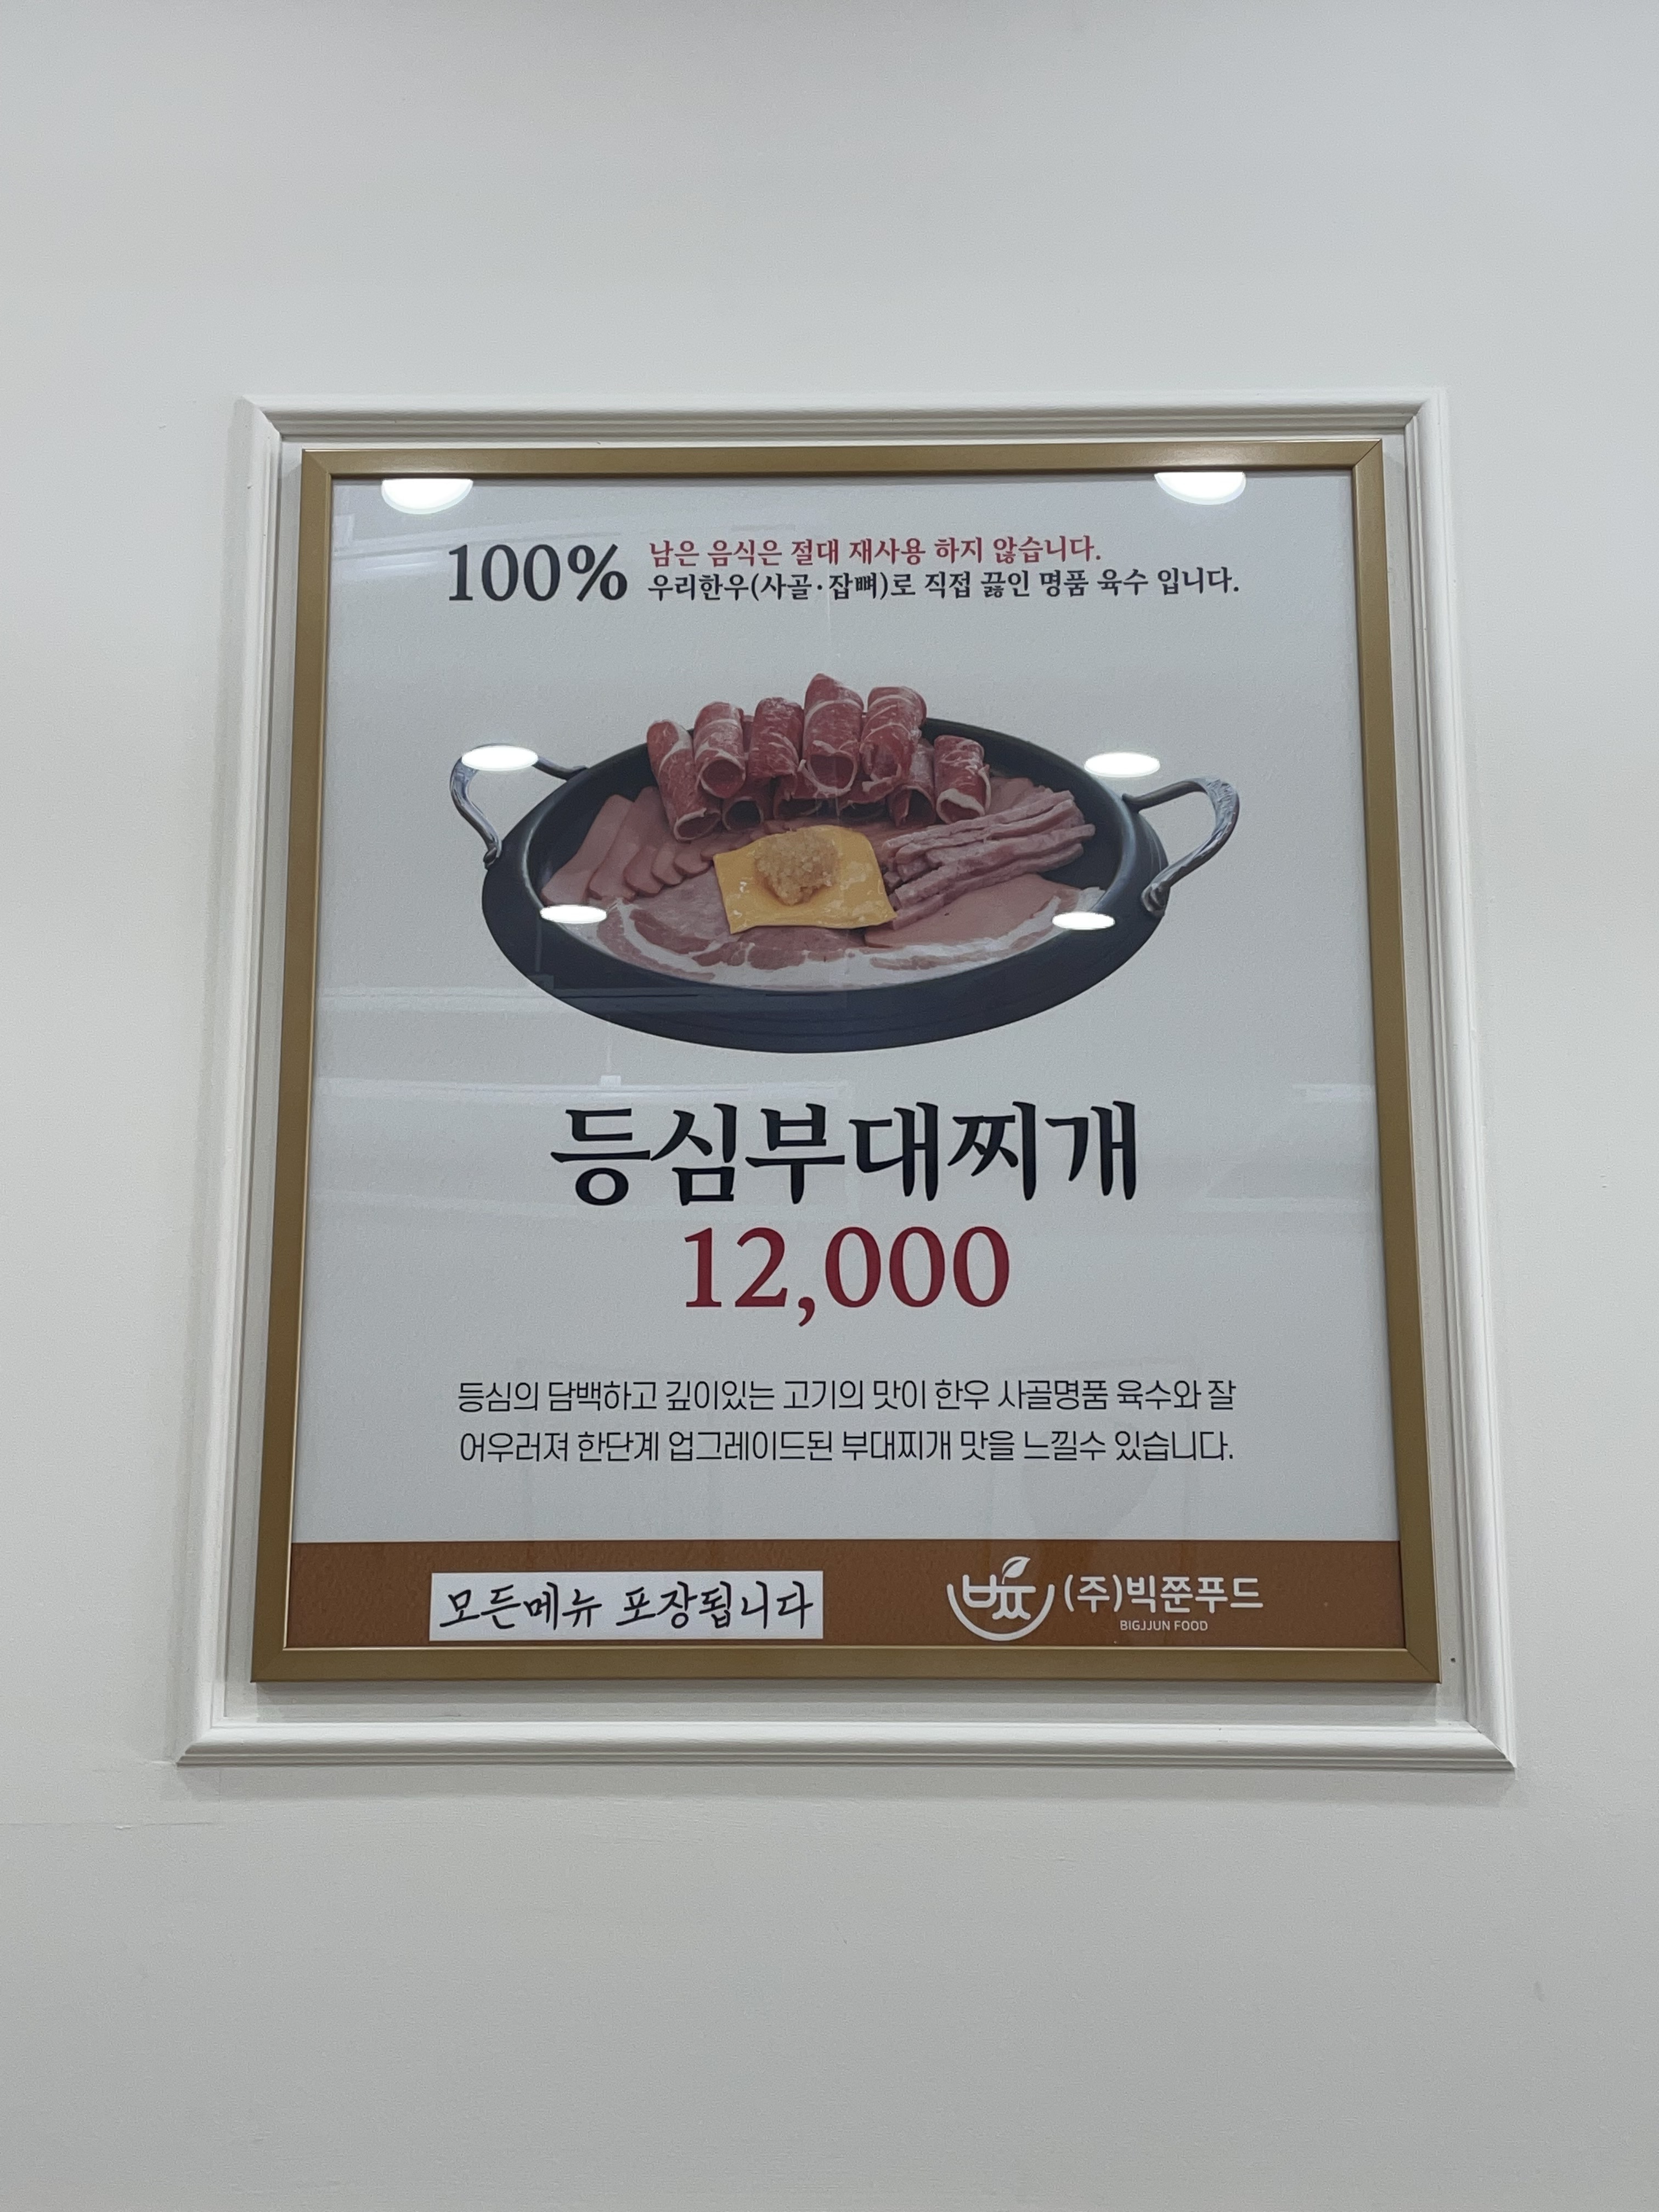 100%
남은 음식은 절대 재사용 하지 않습니다.
우리한우(사골·잡뼈)로 직접 끓인 명품 육수 입니다.
등심부대찌개
12,000
등심의 담백하고 깊이있는 고기의 맛이 한우 사골명품 육수와 잘
어우러져 한단계 업그레이드된 부대찌개 맛을 느낄수 있습니다.
모든메뉴 포장됩니다
(주)빅쭌푸드
BIGJJUN FOOD